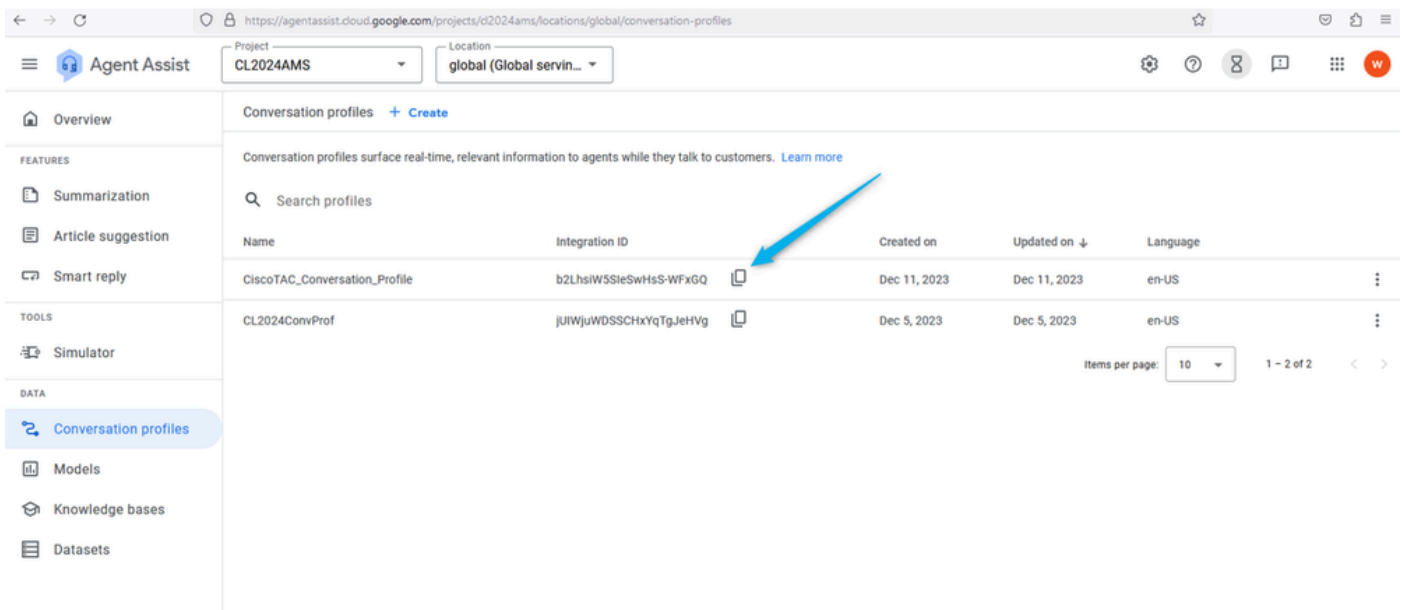 https://agentassist.cloud.google.com/projects/cl2024ams/locations/global/conversation-profiles
Agent Assist
Project
CL2024AMS
Location
global (Global servin...
W
Overview
FEATURES
Summarization
Article suggestion
Smart reply
TOOLS
Simulator
DATA
Conversation profiles
Models
Knowledge bases
Datasets
Conversation profiles + Create
Conversation profiles surface real-time, relevant information to agents while they talk to customers. Learn more
Search profiles
Name Integration ID Created on Updated on ↓ Language
CiscoTAC_Conversation_Profile b2LhsiW5SIeSwHsS-WFxGQ Dec 11, 2023 Dec 11, 2023 en-US
CL2024ConvProf jUIWjuWDSSCHxYqTgJeHVg Dec 5, 2023 Dec 5, 2023 en-US
Items per page: 10 1 – 2 of 2